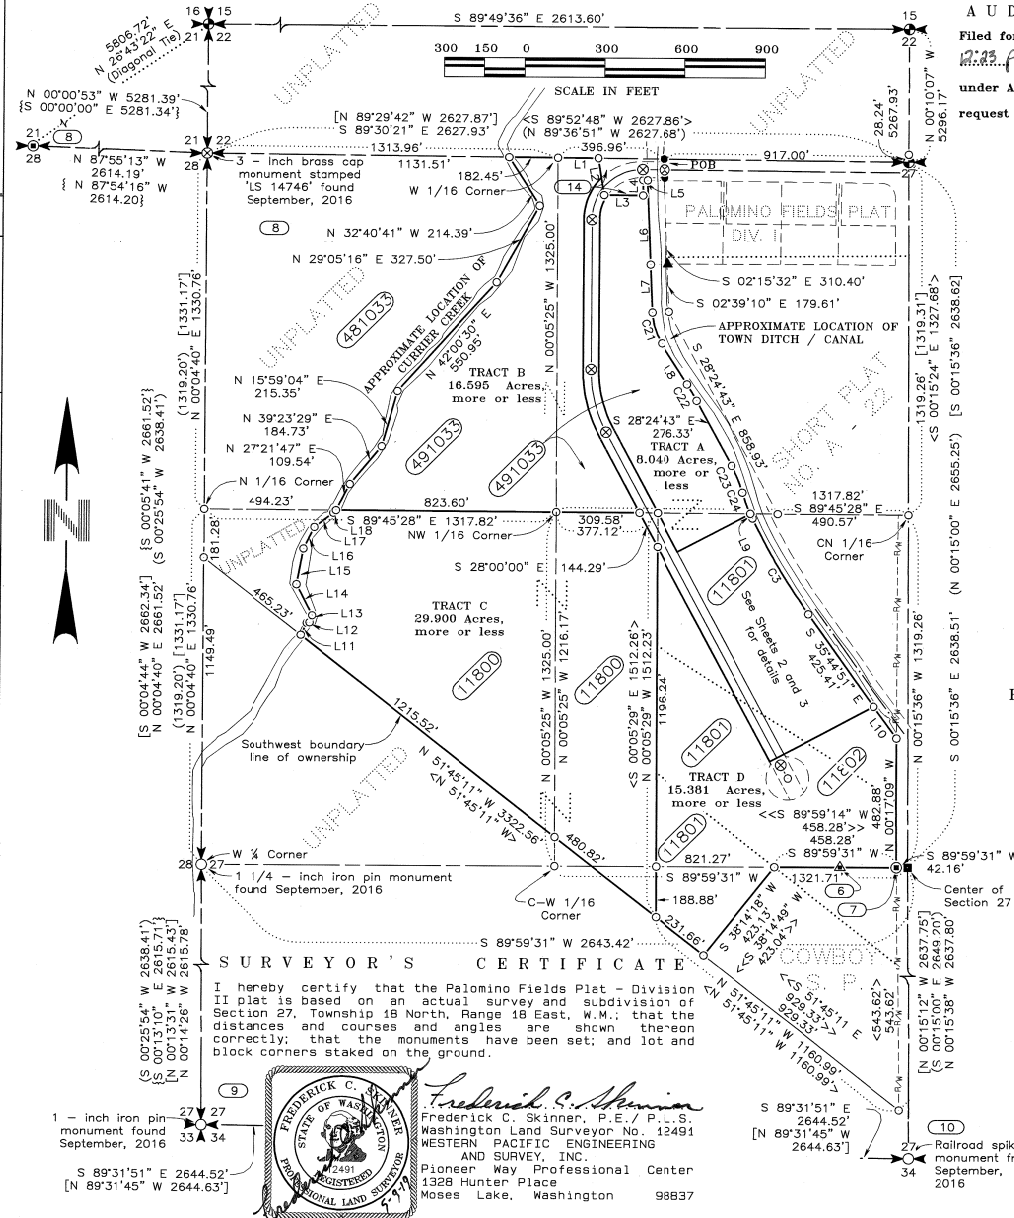 S 89°49'36" E 2613.60'
16 15
21 22
15
22
A U D
Filed for
under A
request
5806.72'
N 26°43'22" E
(Diagonal Tie)
300 150 0 300 600 900
SCALE IN FEET
UNPLATTED
UNPLATTED
N 00°00'53" W 5281.39'
{S 00°00'00" E 5281.34'}
21
28
8
N 87°55'13" W
2614.19'
{ N 87°54'16" W
2614.20'}
21 22
28
[N 89°29'42" W 2627.87']
S 89°30'21" E 2627.93'
<S 89°52'48" W 2627.86'>
(N 89°36'51" W 2627.68')
28.24'
5267.93'
N 00°10'07" W
5296.17'
1313.96'
1131.51'
182.45'
396.96'
L1
POB
917.00'
27
3 - inch brass cap
monument stamped
'LS 14746' found
September, 2016
W 1/16 Corner
14
L2
L3
L4
L5
PALOMINO FIELDS PLAT
DIV. I
8
N 32°40'41" W 214.39'
N 29°05'16" E 327.50'
L6
L7
S 02°15'32" E 310.40'
S 02°39'10" E 179.61'
UNPLATTED
481033
APPROXIMATE LOCATION OF
CURRIER CREEK
N 42°00'30" E
550.95'
N 00°05'25" W 1325.00'
APPROXIMATE LOCATION OF
TOWN DITCH / CANAL
C21
L8
C22
S 28°24'43" E 858.93'
SHORT PLAT
NO. A - 22
(1319.20') [1331.17']
N 00°04'40" E 1330.76'
1319.26' [1319.31']
<S 00°15'24" E 1327.68'>
[S 00°15'36" E 2638.62]
TRACT B
16.595 Acres,
more or less
N 15°59'04" E
215.35'
N 39°23'29" E
184.73'
N 27°21'47" E
109.54'
491033
491033
S 28°24'43" E
276.33'
TRACT A
8.040 Acres,
more or
less
C23
C24
{S 00°05'41" W 2661.52'}
(S 00°25'54" W 2638.41')
N 1/16 Corner
494.23'
823.60'
S 89°45'28" E 1317.82'
NW 1/16 Corner
309.58'
377.12'
1317.82'
S 89°45'28" E
490.57'
CN 1/16
Corner
UNPLATTED
181.28'
L18
L17
L16
L15
L14
L13
L12
L11
S 28°00'00" E 144.29'
L9
C3
465.23'
TRACT C
29.900 Acres,
more or less
11800
11800
11801
See Sheets 2 and 3
for details
S 35°44'51" E
425.41'
[S 00°04'44" W 2662.34']
N 00°04'40" E 2661.52'
(1319.20') [1331.17']
N 00°04'40" E 1330.76'
1149.49'
N 00°05'25" W 1325.00'
N 00°05'25" W 1216.17'
<S 00°05'29" E 1512.26'>
N 00°05'29" W 1512.23'
1196.24'
R/W
N 00°15'36" W 1319.26'
S 00°15'36" E 2638.51'
(N 00°15'00" E 2655.25')
1215.52'
Southwest boundary
line of ownership
UNPLATTED
N 51°45'11" W 3322.56'
<N 51°45'11" W>
11801
11802
L10
TRACT D
15.381 Acres,
more or less
<<S 89°59'14" W
458.28'>>
458.28'
S 89°59'31" W
482.88'
N 00°17'09" W
S 89°59'31" W
42.16'
28 27
W ¼ Corner
1 1/4 - inch iron pin monument
found September, 2016
480.82'
11801
821.27'
S 89°59'31" W
1321.71'
6
7
Center of
Section 27
C-W 1/16
Corner
188.88'
231.66'
S 38°14'18" W
423.13'
<<S 38°14'49" W
423.04'>>
S 89°59'31" W 2643.42'
COWBOY
S. P.
<<S 51°45'11 E
929.33'>>
929.33'
N 51°45'11" W 1160.99'
<N 51°45'11" W 1160.99'>
<543.62'>
543.62'
R/W
[N 00°15'12" W 2637.75']
(S 00°15'00" E 2649.20')
N 00°15'38" W 2637.80'
(S 00°25'54" W 2638.41')
{S 00°13'10" E 2615.71'}
[N 00°13'31" W 2615.43']
N 00°14'26" W 2615.78'
SURVEYOR'S CERTIFICATE
I hereby certify that the Palomino Fields Plat - Division
II plat is based on an actual survey and subdivision of
Section 27, Township 18 North, Range 18 East, W.M.; that the
distances and courses and angles are shown thereon
correctly; that the monuments have been set; and lot and
block corners staked on the ground.
9
1 - inch iron pin
monument found
September, 2016
27 27
33 34
S 89°31'51" E 2644.52'
[N 89°31'45" W 2644.63']
FREDERICK C. SKINNER
STATE OF WASHINGTON
12491
REGISTERED
PROFESSIONAL LAND SURVEYOR
Frederick C. Skinner
Frederick C. Skinner, P.E./ P.L.S.
Washington Land Surveyor No. 12491
WESTERN PACIFIC ENGINEERING
AND SURVEY, INC.
Pioneer Way Professional Center
1328 Hunter Place
Moses Lake, Washington 98837
S 89°31'51" E
2644.52'
[N 89°31'45" W
2644.63']
10
27
34
Railroad spik
monument f
September,
2016